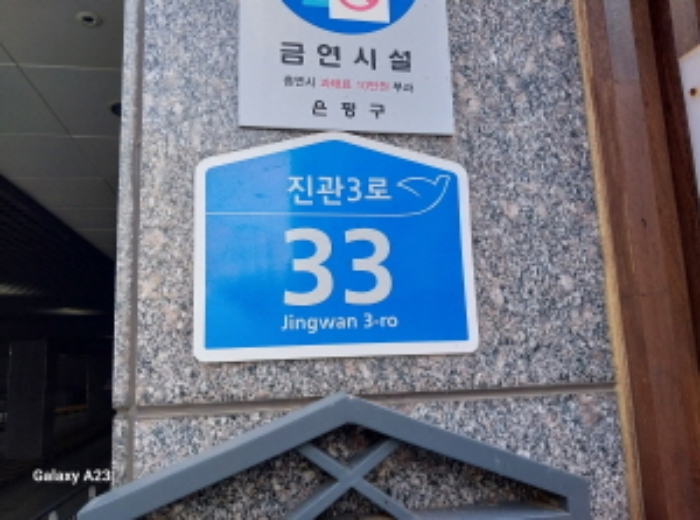 금연시설
흡연시 과태료 10만원 부과
은평구
진관3로
33
Jingwan 3-ro
Galaxy A23